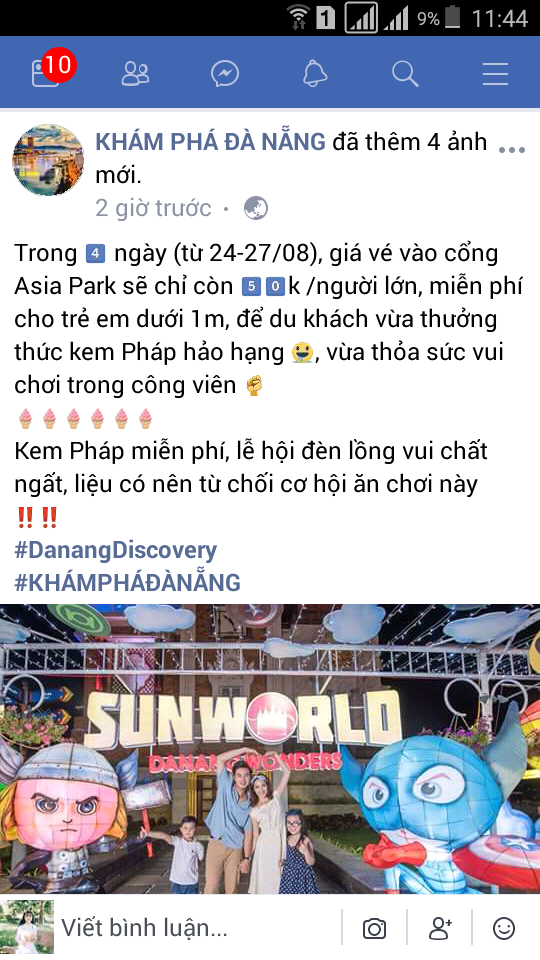 1 9% 11:44
10
KHÁM PHÁ ĐÀ NẴNG đã thêm 4 ảnh
mới.
2 giờ trước ·
Trong 4 ngày (từ 24-27/08), giá vé vào cổng
Asia Park sẽ chỉ còn 50k /người lớn, miễn phí
cho trẻ em dưới 1m, để du khách vừa thưởng
thức kem Pháp hảo hạng 😀, vừa thỏa sức vui
chơi trong công viên ✊
🍦🍦🍦🍦🍦🍦
Kem Pháp miễn phí, lễ hội đèn lồng vui chất
ngất, liệu có nên từ chối cơ hội ăn chơi này
‼️‼️
#DanangDiscovery
#KHÁMPHÁĐÀNẴNG
SUNWORLD
DANANG WONDERS
Viết bình luận...